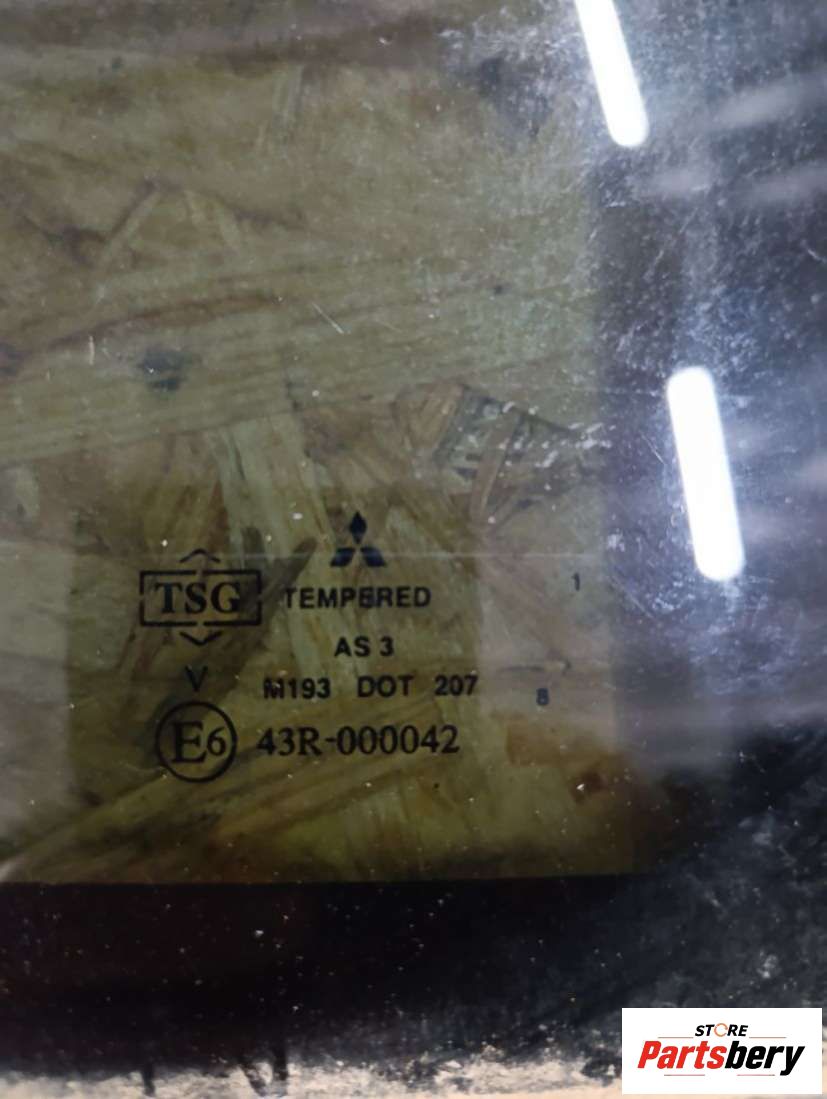 TSG TEMPERED 1
AS 3
V M193 DOT 207 8
E6 43R-000042
STORE
Partsbery